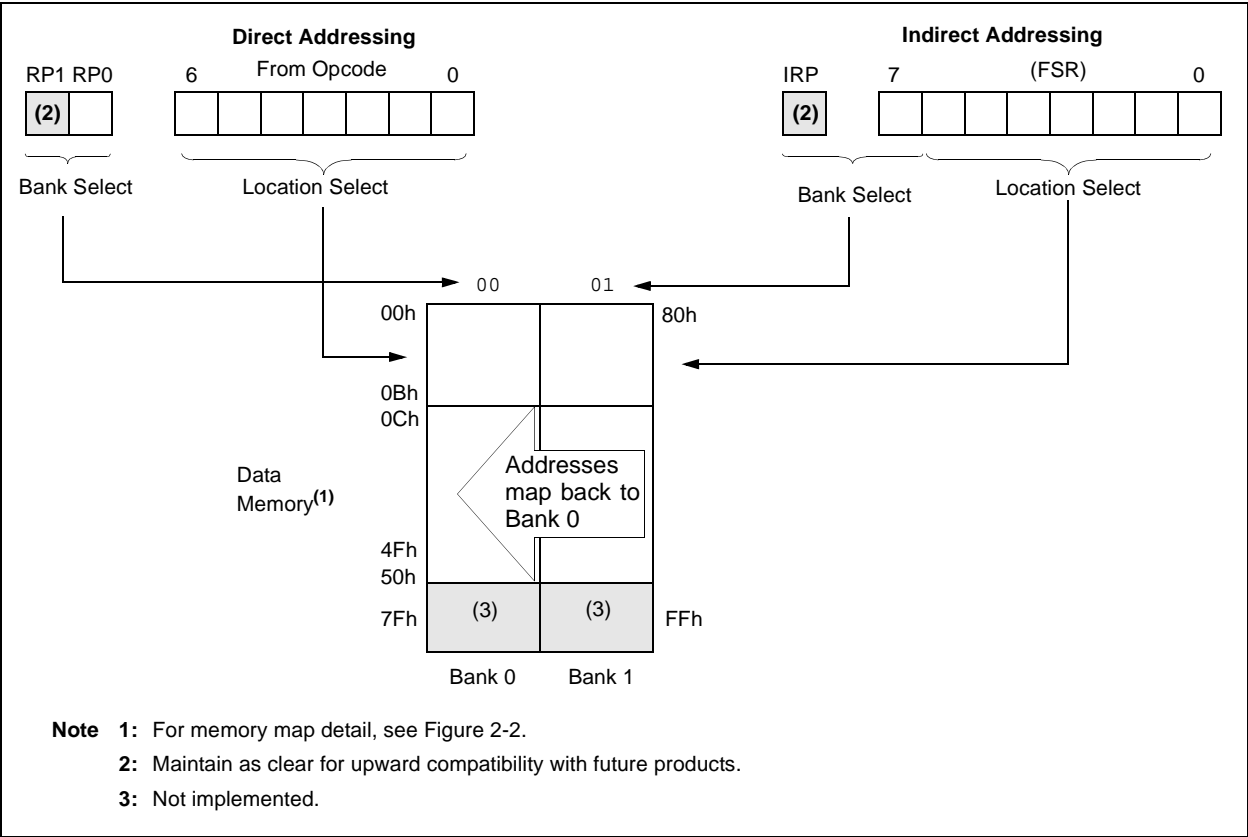 Direct Addressing
Indirect Addressing
RP1 RP0
6 From Opcode 0
IRP
7 (FSR) 0
(2)
(2)
Bank Select
Location Select
Bank Select
Location Select
00 01
00h
80h
0Bh
0Ch
Addresses
map back to
Bank 0
Data
Memory(1)
4Fh
50h
(3)
(3)
7Fh
FFh
Bank 0 Bank 1
Note 1: For memory map detail, see Figure 2-2.
2: Maintain as clear for upward compatibility with future products.
3: Not implemented.